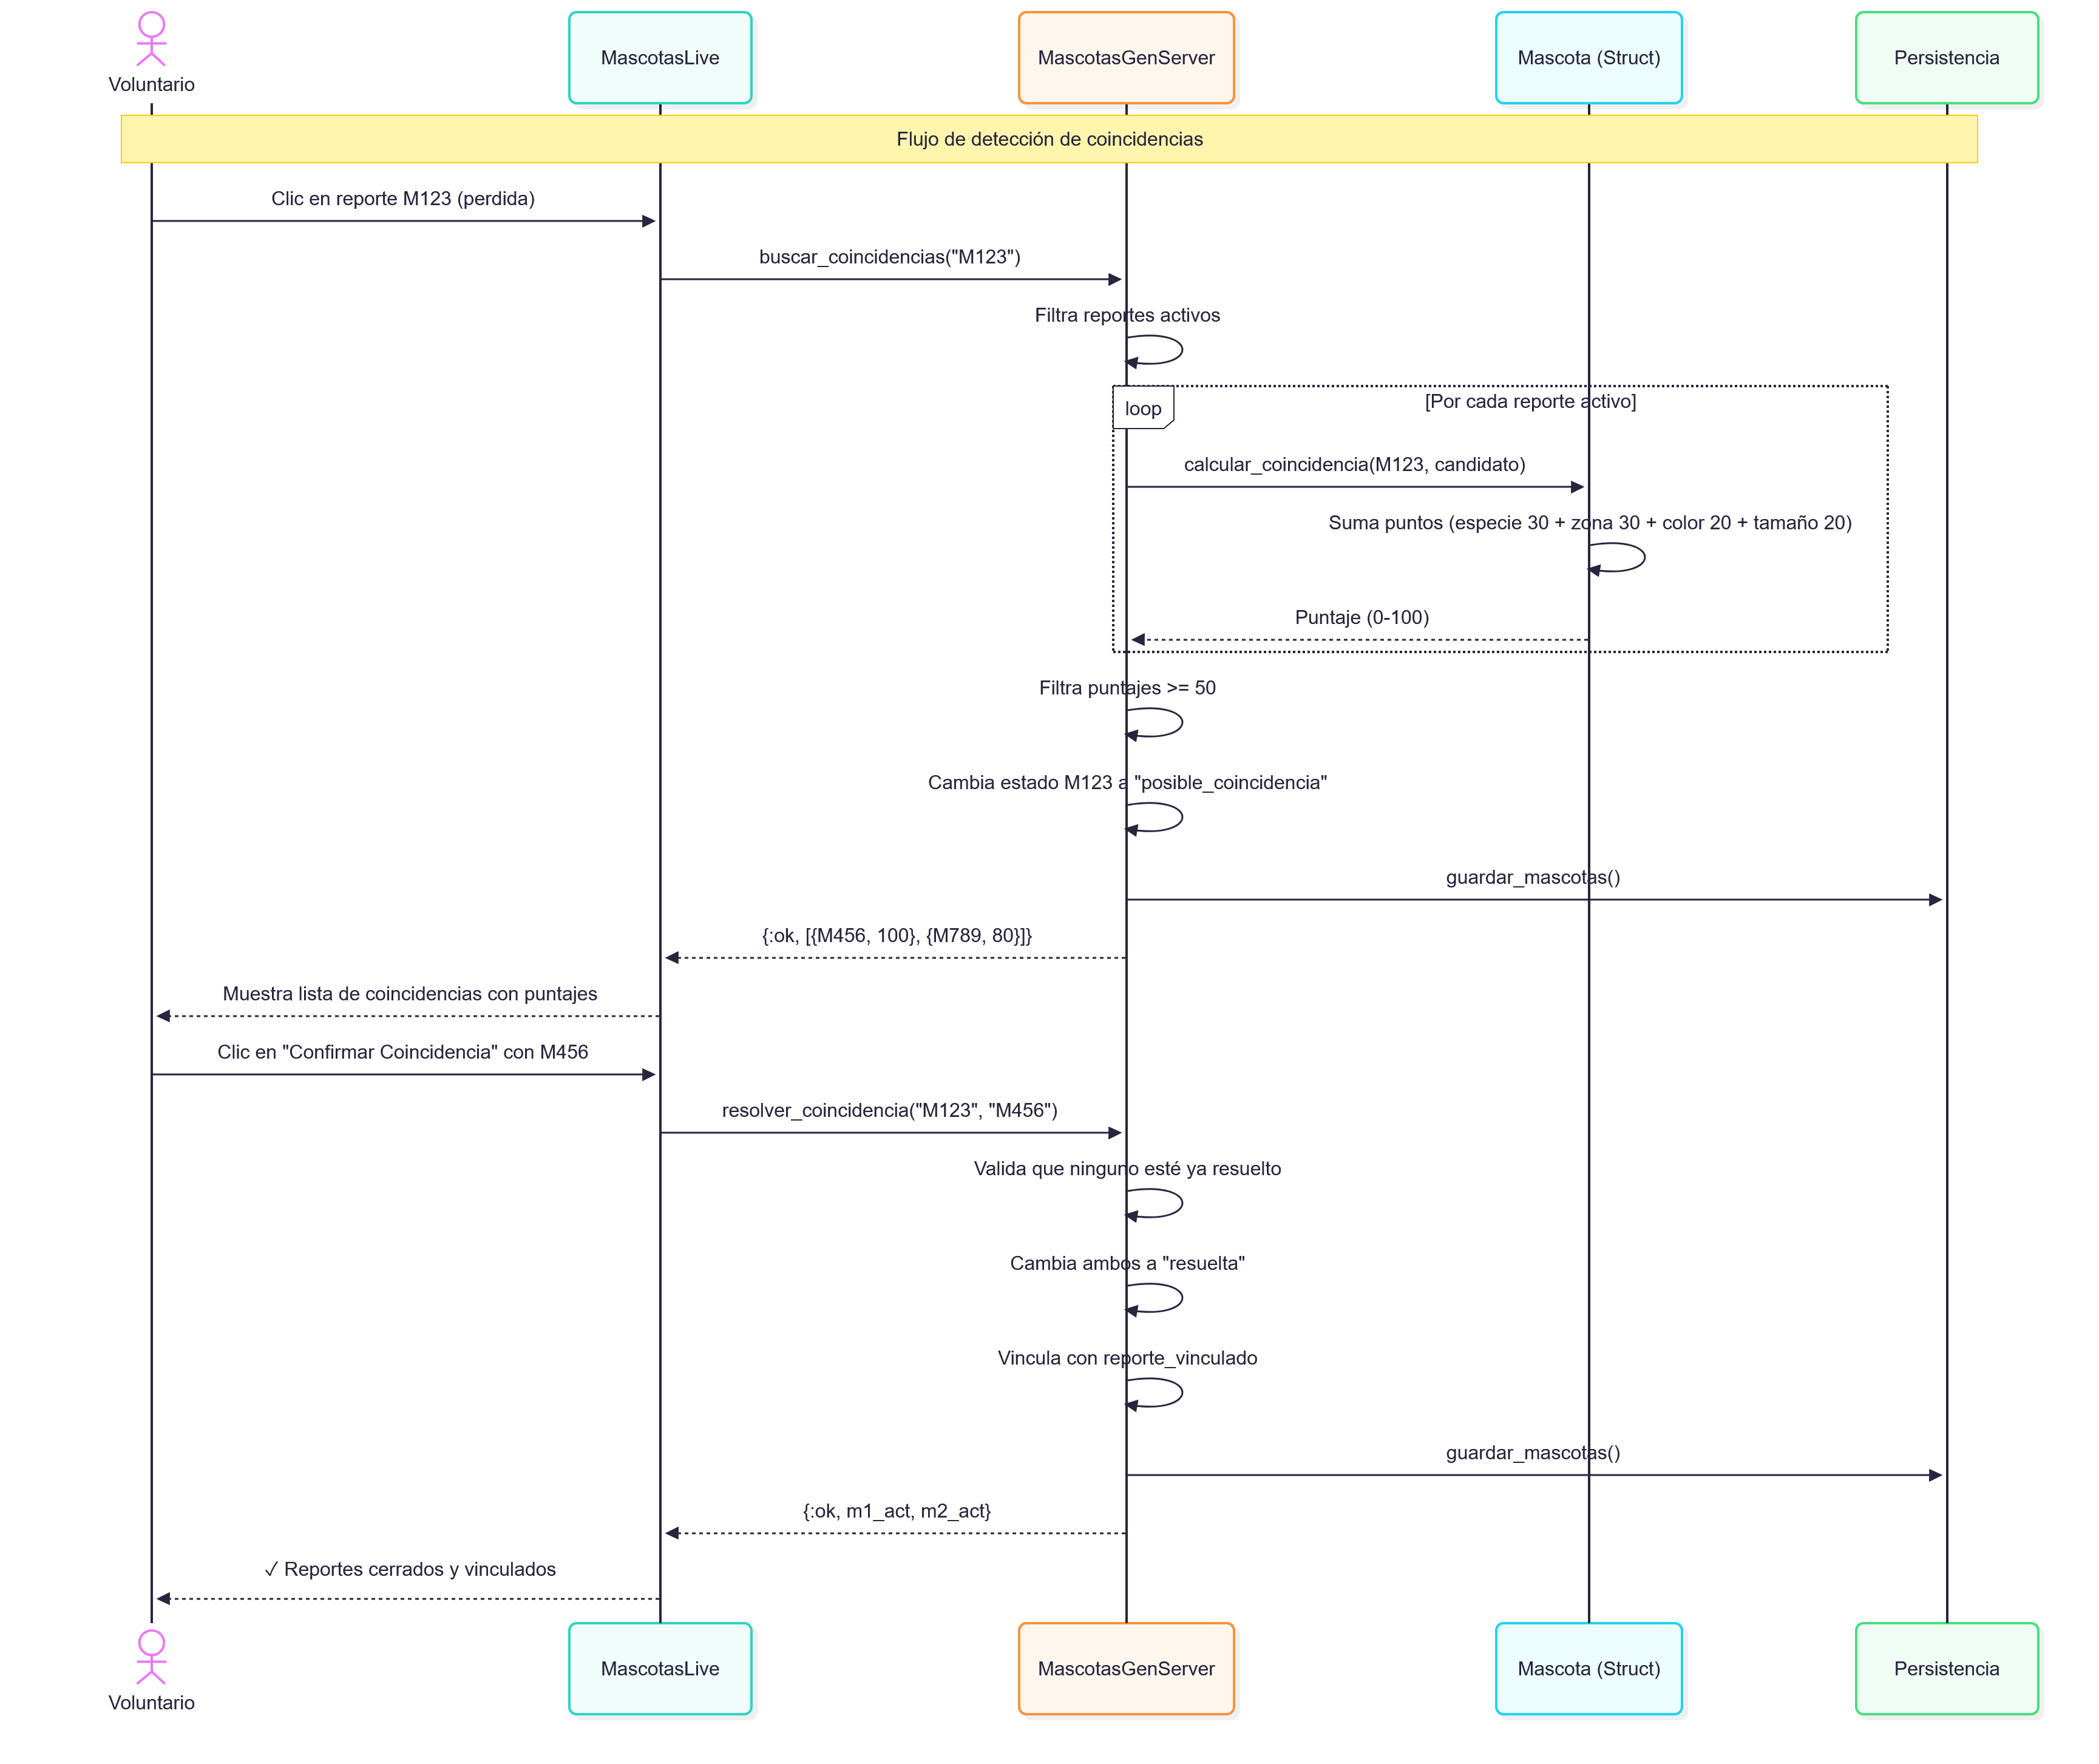 Voluntario
MascotasLive
MascotasGenServer
Mascota (Struct)
Persistencia
Flujo de detección de coincidencias
Clic en reporte M123 (perdida)
buscar_coincidencias("M123")
Filtra reportes activos
loop
[Por cada reporte activo]
calcular_coincidencia(M123, candidato)
Suma puntos (especie 30 + zona 30 + color 20 + tamaño 20)
Puntaje (0-100)
Filtra puntajes >= 50
Cambia estado M123 a "posible_coincidencia"
guardar_mascotas()
{:ok, [{M456, 100}, {M789, 80}]}
Muestra lista de coincidencias con puntajes
Clic en "Confirmar Coincidencia" con M456
resolver_coincidencia("M123", "M456")
Valida que ninguno esté ya resuelto
Cambia ambos a "resuelta"
Vincula con reporte_vinculado
guardar_mascotas()
{:ok, m1_act, m2_act}
✓ Reportes cerrados y vinculados
Voluntario
MascotasLive
MascotasGenServer
Mascota (Struct)
Persistencia